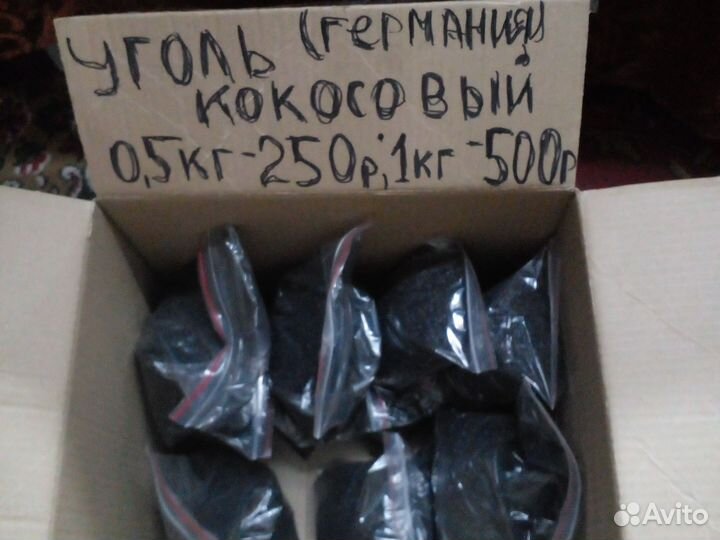 УГОЛЬ (ГЕРМАНИЯ)
КОКОСОВЫЙ
0,5КГ-250р; 1кг-500р
Avito